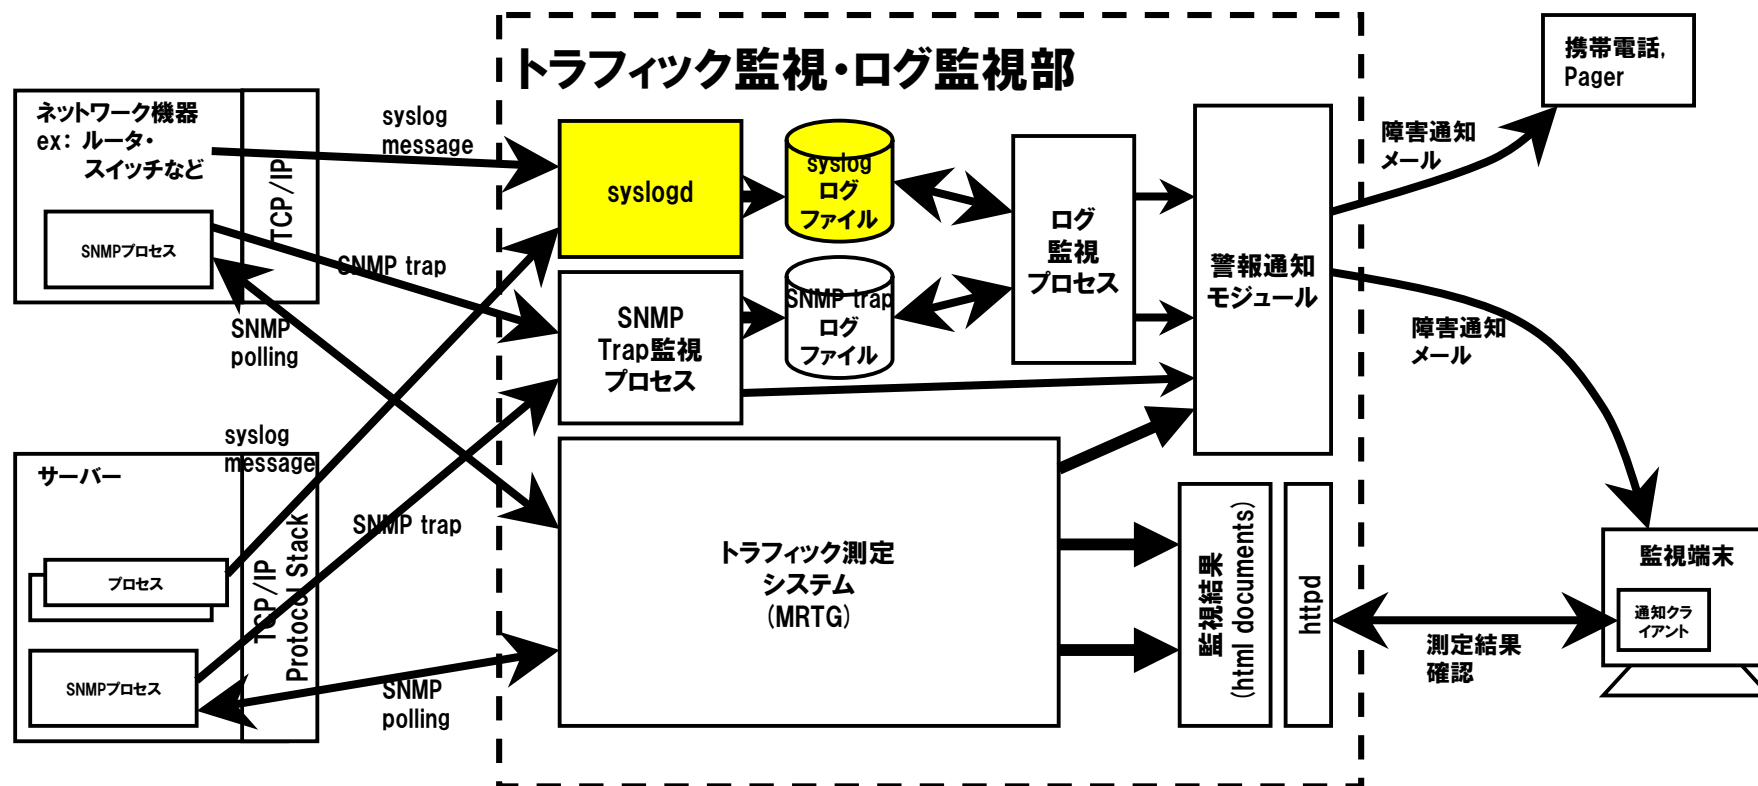 トラフィック監視・ログ監視部
携帯電話,
Pager
ネットワーク機器
ex: ルータ・
スイッチなど
TCP/IP
SNMPプロセス
syslog
message
SNMP trap
SNMP
polling
syslogd
syslog
ログ
ファイル
SNMP
Trap監視
プロセス
SNMP trap
ログ
ファイル
ログ
監視
プロセス
警報通知
モジュール
障害通知
メール
障害通知
メール
サーバー
syslog
message
TCP/IP
Protocol Stack
プロセス
SNMPプロセス
SNMP trap
SNMP
polling
トラフィック測定
システム
(MRTG)
監視結果
(html documents)
httpd
測定結果
確認
監視端末
通知クラ
イアント